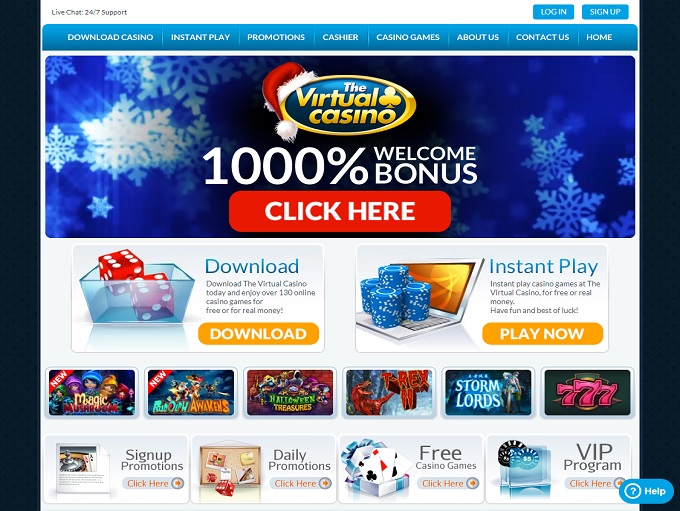 Live Chat: 24/7 Support
LOG IN
SIGN UP
DOWNLOAD CASINO
INSTANT PLAY
PROMOTIONS
CASHIER
CASINO GAMES
ABOUT US
CONTACT US
HOME
The
Virtual
casino
1000% WELCOME
BONUS
CLICK HERE
Download
Download The Virtual Casino
today and enjoy over 130 online
casino games for
free or for real money!
DOWNLOAD
Instant Play
Instant play casino games at The
Virtual Casino, for free or real
money.
Have fun and best of luck!
PLAY NOW
NEW
Magic
Mushroom
NEW
AWAKENS
HALLOWEEN
TREASURES
T-REX
II
STORM
LORDS
777
Signup
Promotions
Click Here
Daily
Promotions
Click Here
Free
Casino Games
Click Here
VIP
Program
Click Here
Help